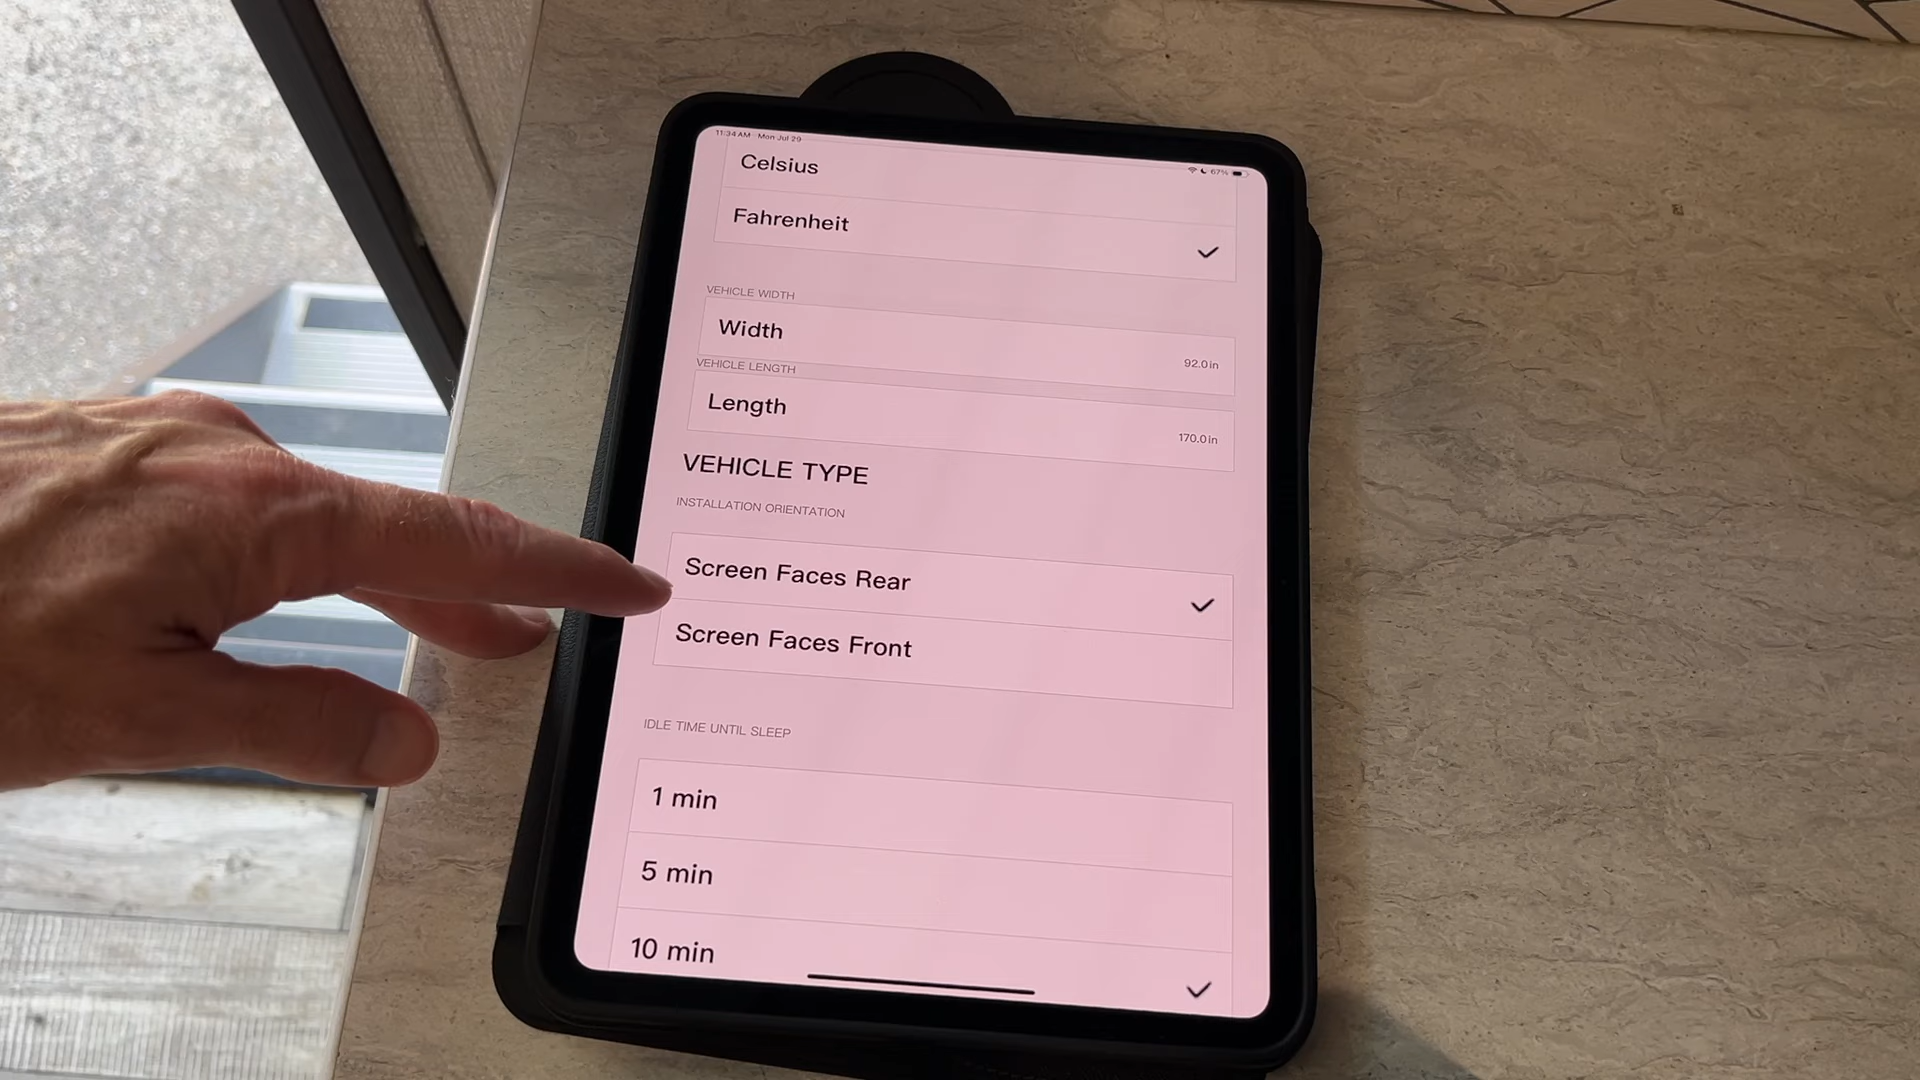 11:34 AM Mon Jul 29
67%
Celsius
Fahrenheit
VEHICLE WIDTH
Width
92.0in
VEHICLE LENGTH
Length
170.0in
VEHICLE TYPE
INSTALLATION ORIENTATION
Screen Faces Rear
Screen Faces Front
IDLE TIME UNTIL SLEEP
1 min
5 min
10 min